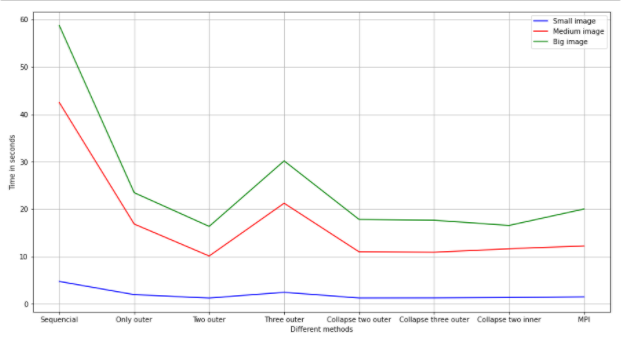 60
50
40
30
20
10
0
Time in seconds
Small image
Medium image
Big image
Sequencial Only outer Two outer Three outer Collapse two outer Collapse three outer Collapse two inner MPI
Different methods